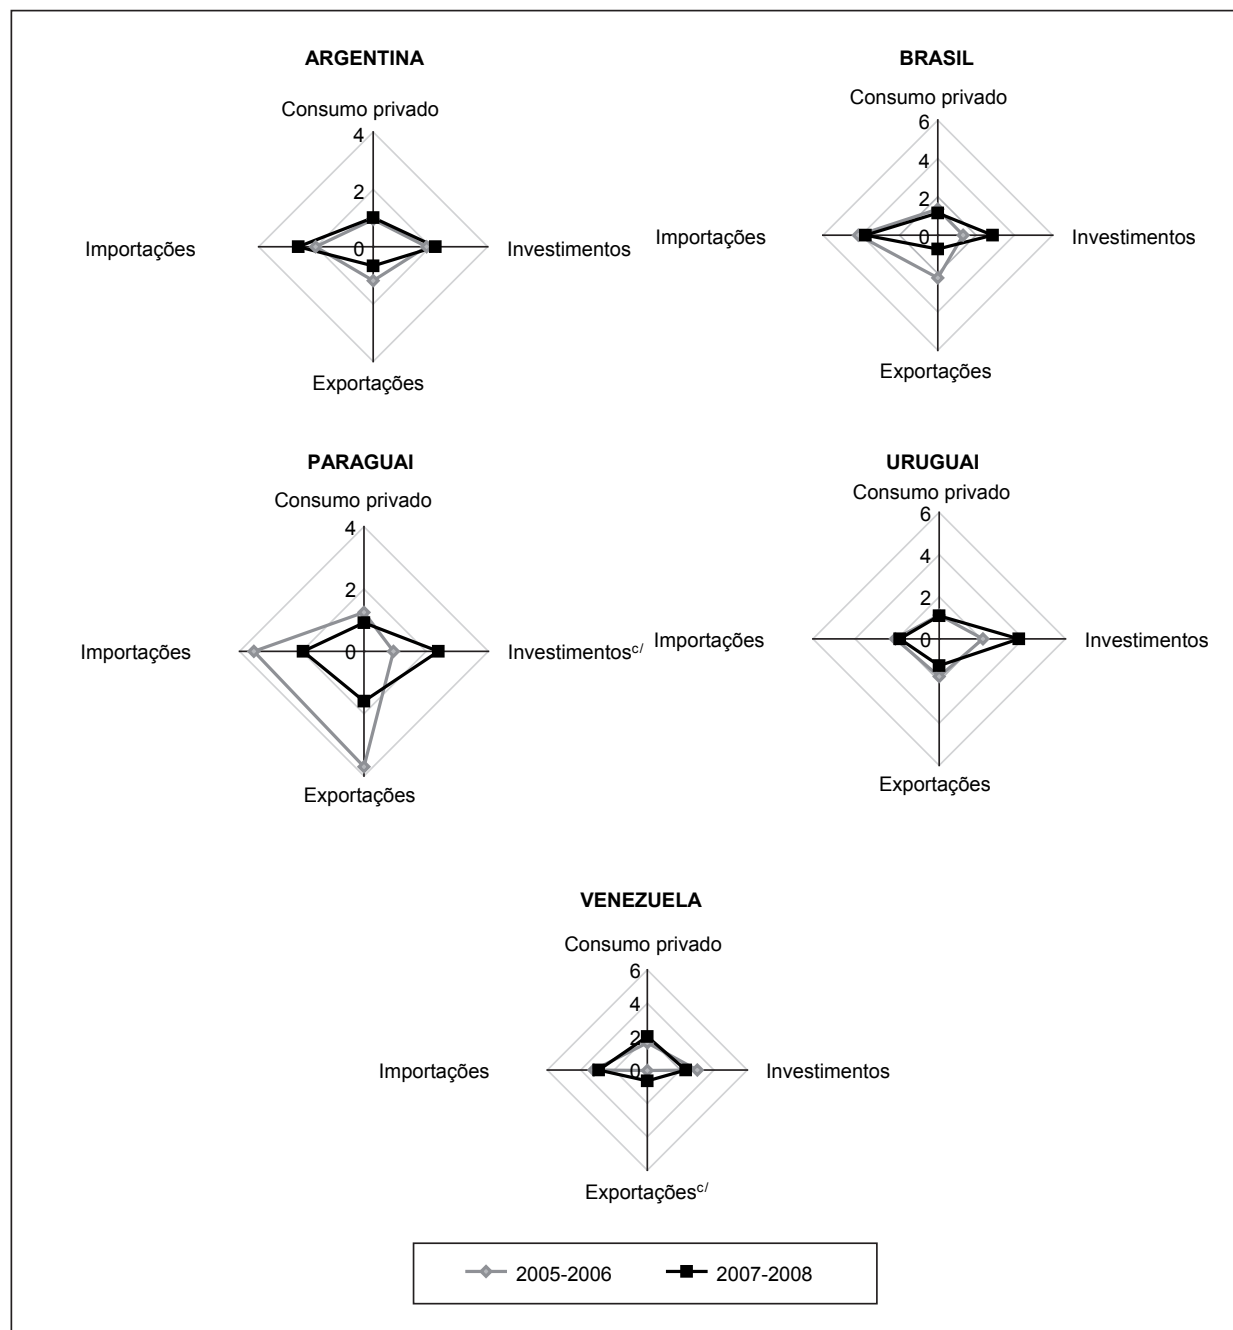 ARGENTINA
Consumo privado
4
2
0
Importações
Investimentos
Exportações
BRASIL
Consumo privado
6
4
2
0
Importações
Investimentos
Exportações
PARAGUAI
Consumo privado
4
2
0
Importações
Investimentos c/
Exportações
URUGUAI
Consumo privado
6
4
2
0
Importações
Investimentos
Exportações
VENEZUELA
Consumo privado
6
4
2
0
Importações
Investimentos
Exportações c/
2005-2006
2007-2008